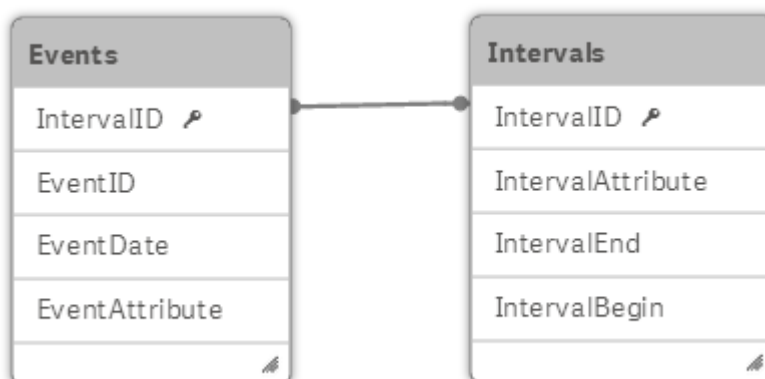 Events
IntervalID
EventID
EventDate
EventAttribute
Intervals
IntervalID
IntervalAttribute
IntervalEnd
IntervalBegin